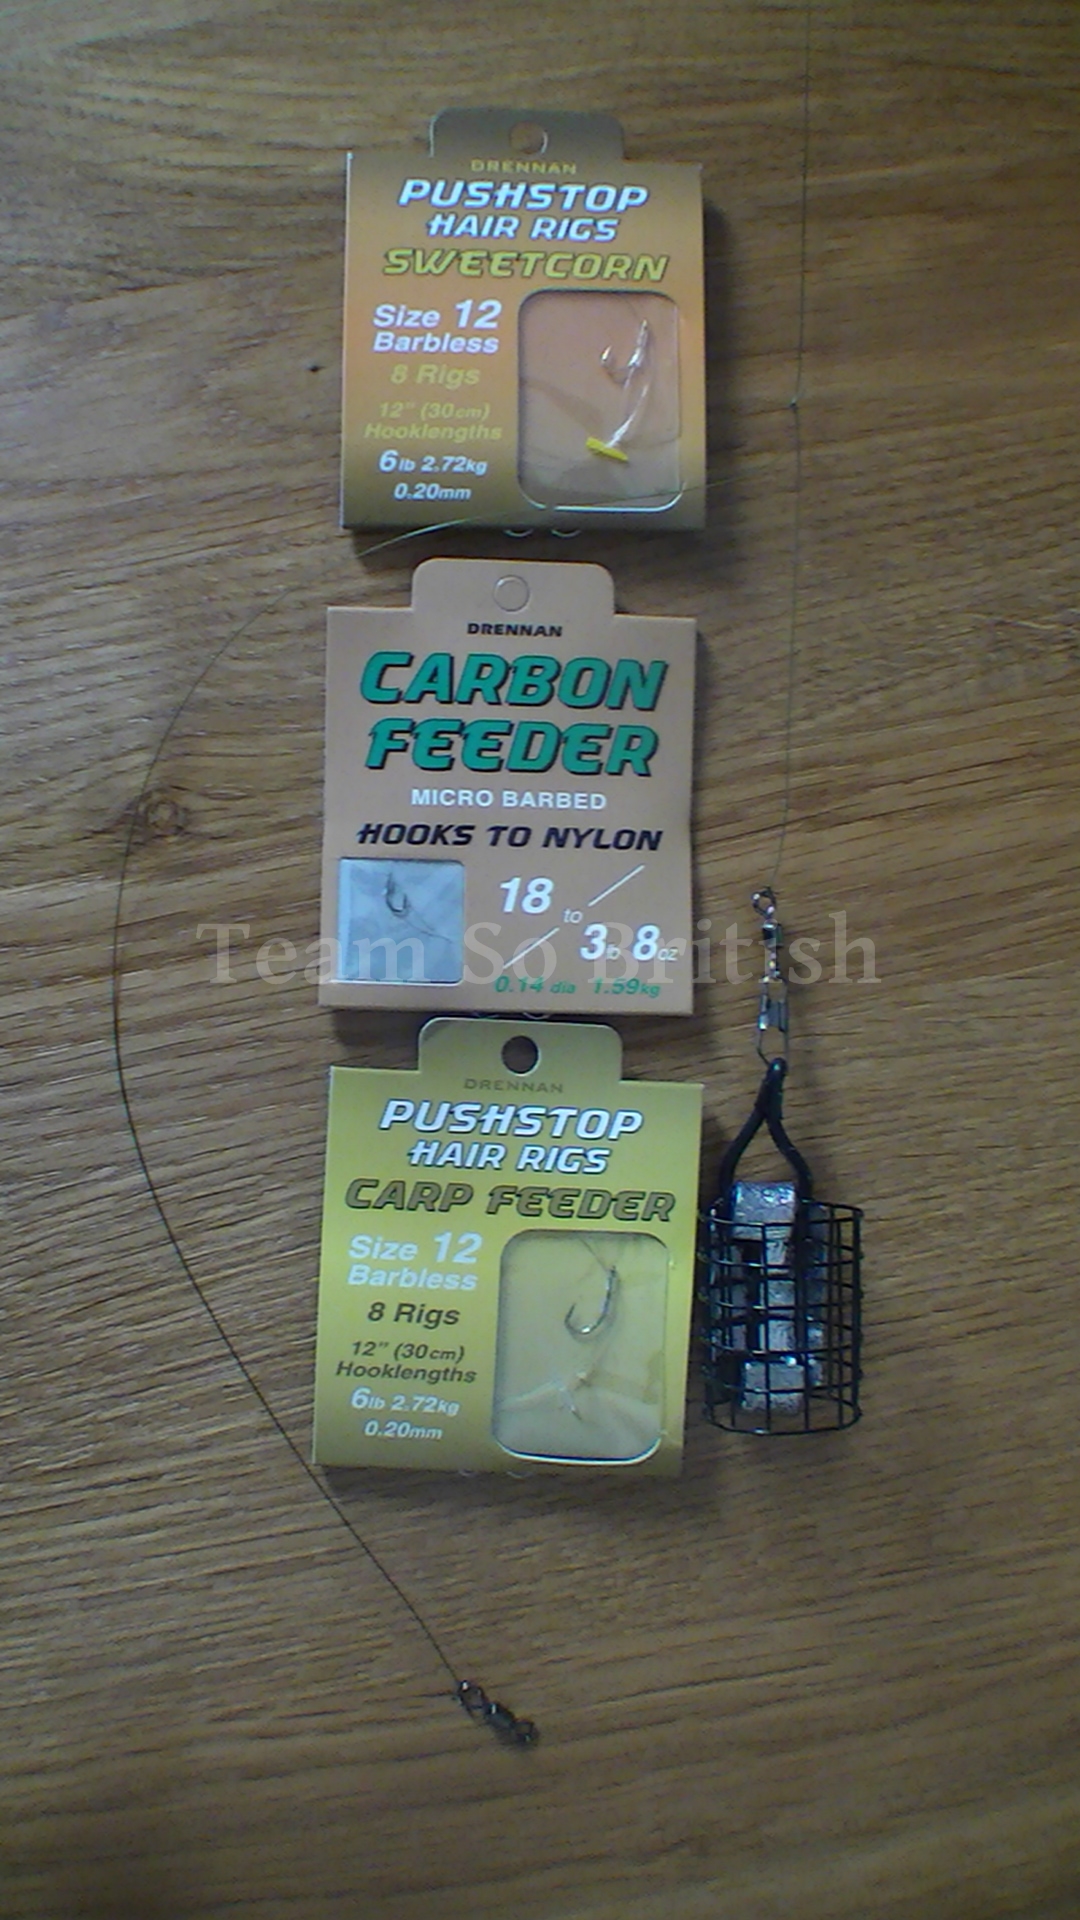 DRENNAN
PUSHSTOP
HAIR RIGS
SWEETCORN
Size 12
Barbless
8 Rigs
12" (30cm)
Hooklengths
6lb 2.72kg
0.20mm
DRENNAN
CARBON
FEEDER
MICRO BARBED
HOOKS TO NYLON
18 to 3lb 8oz
0.14 dia 1.59kg
Team So British
DRENNAN
PUSHSTOP
HAIR RIGS
CARP FEEDER
Size 12
Barbless
8 Rigs
12" (30cm)
Hooklengths
6lb 2.72kg
0.20mm